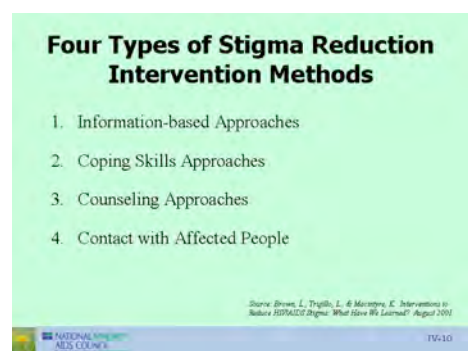 Four Types of Stigma Reduction
Intervention Methods
1. Information-based Approaches
2. Coping Skills Approaches
3. Counseling Approaches
4. Contact with Affected People
Source: Brown, L., Trujillo, L., & Macintyre, K. Interventions to
Reduce HIV/AIDS Stigma: What Have We Learned? August 2001
NATIONAL MINORITY
AIDS COUNCIL
IV-10